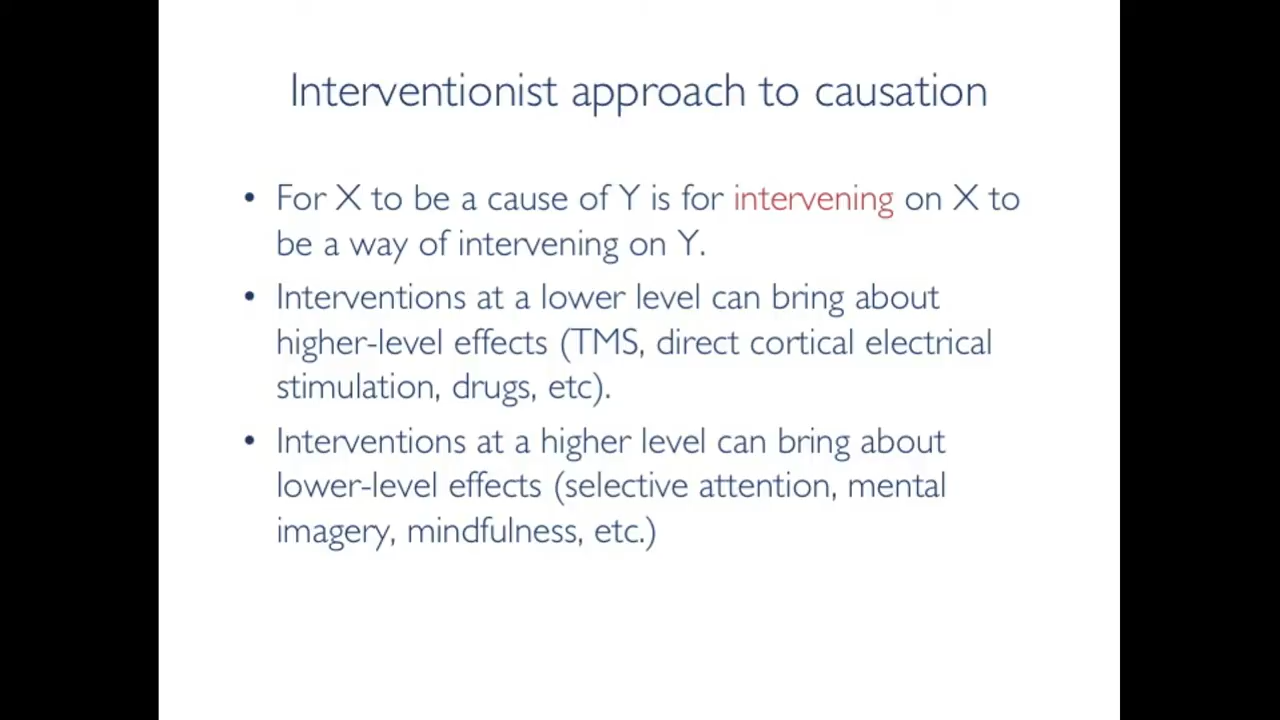 Interventionist approach to causation
• For X to be a cause of Y is for intervening on X to
be a way of intervening on Y.
• Interventions at a lower level can bring about
higher-level effects (TMS, direct cortical electrical
stimulation, drugs, etc).
• Interventions at a higher level can bring about
lower-level effects (selective attention, mental
imagery, mindfulness, etc.)